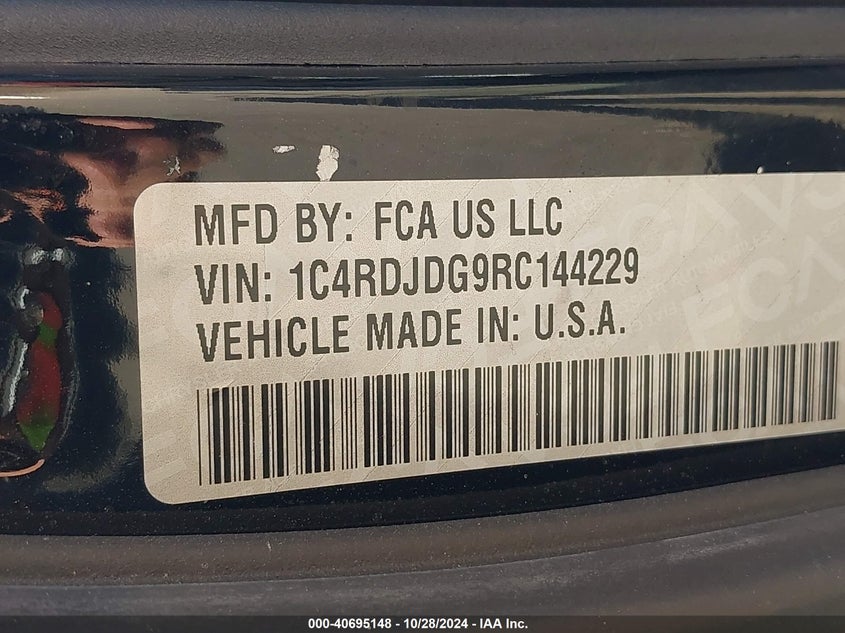 MFD BY: FCA US LLC
VIN: 1C4RDJDG9RC144229
VEHICLE MADE IN: U.S.A.
000-40695148 - 10/28/2024 - IAA Inc.